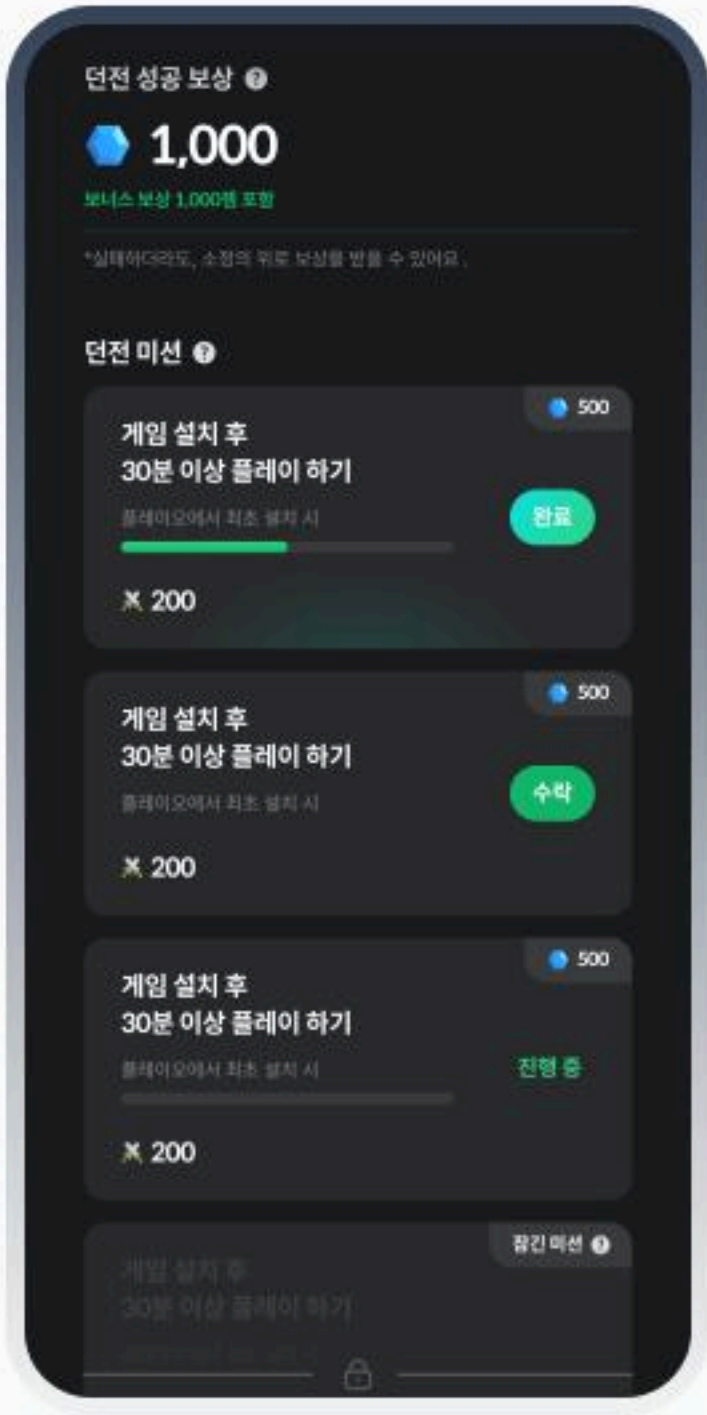 던전 성공 보상 ?
1,000
보너스 보상 1,000젬 포함
*실패하더라도, 소정의 위로 보상을 받을 수 있어요 .
던전 미션 ?
500
게임 설치 후
30분 이상 플레이 하기
플레이오에서 최초 설치 시
완료
200
500
게임 설치 후
30분 이상 플레이 하기
플레이오에서 최초 설치 시
수락
200
500
게임 설치 후
30분 이상 플레이 하기
플레이오에서 최초 설치 시
진행 중
200
잠긴 미션 ?
게임 설치 후
30분 이상 플레이 하기